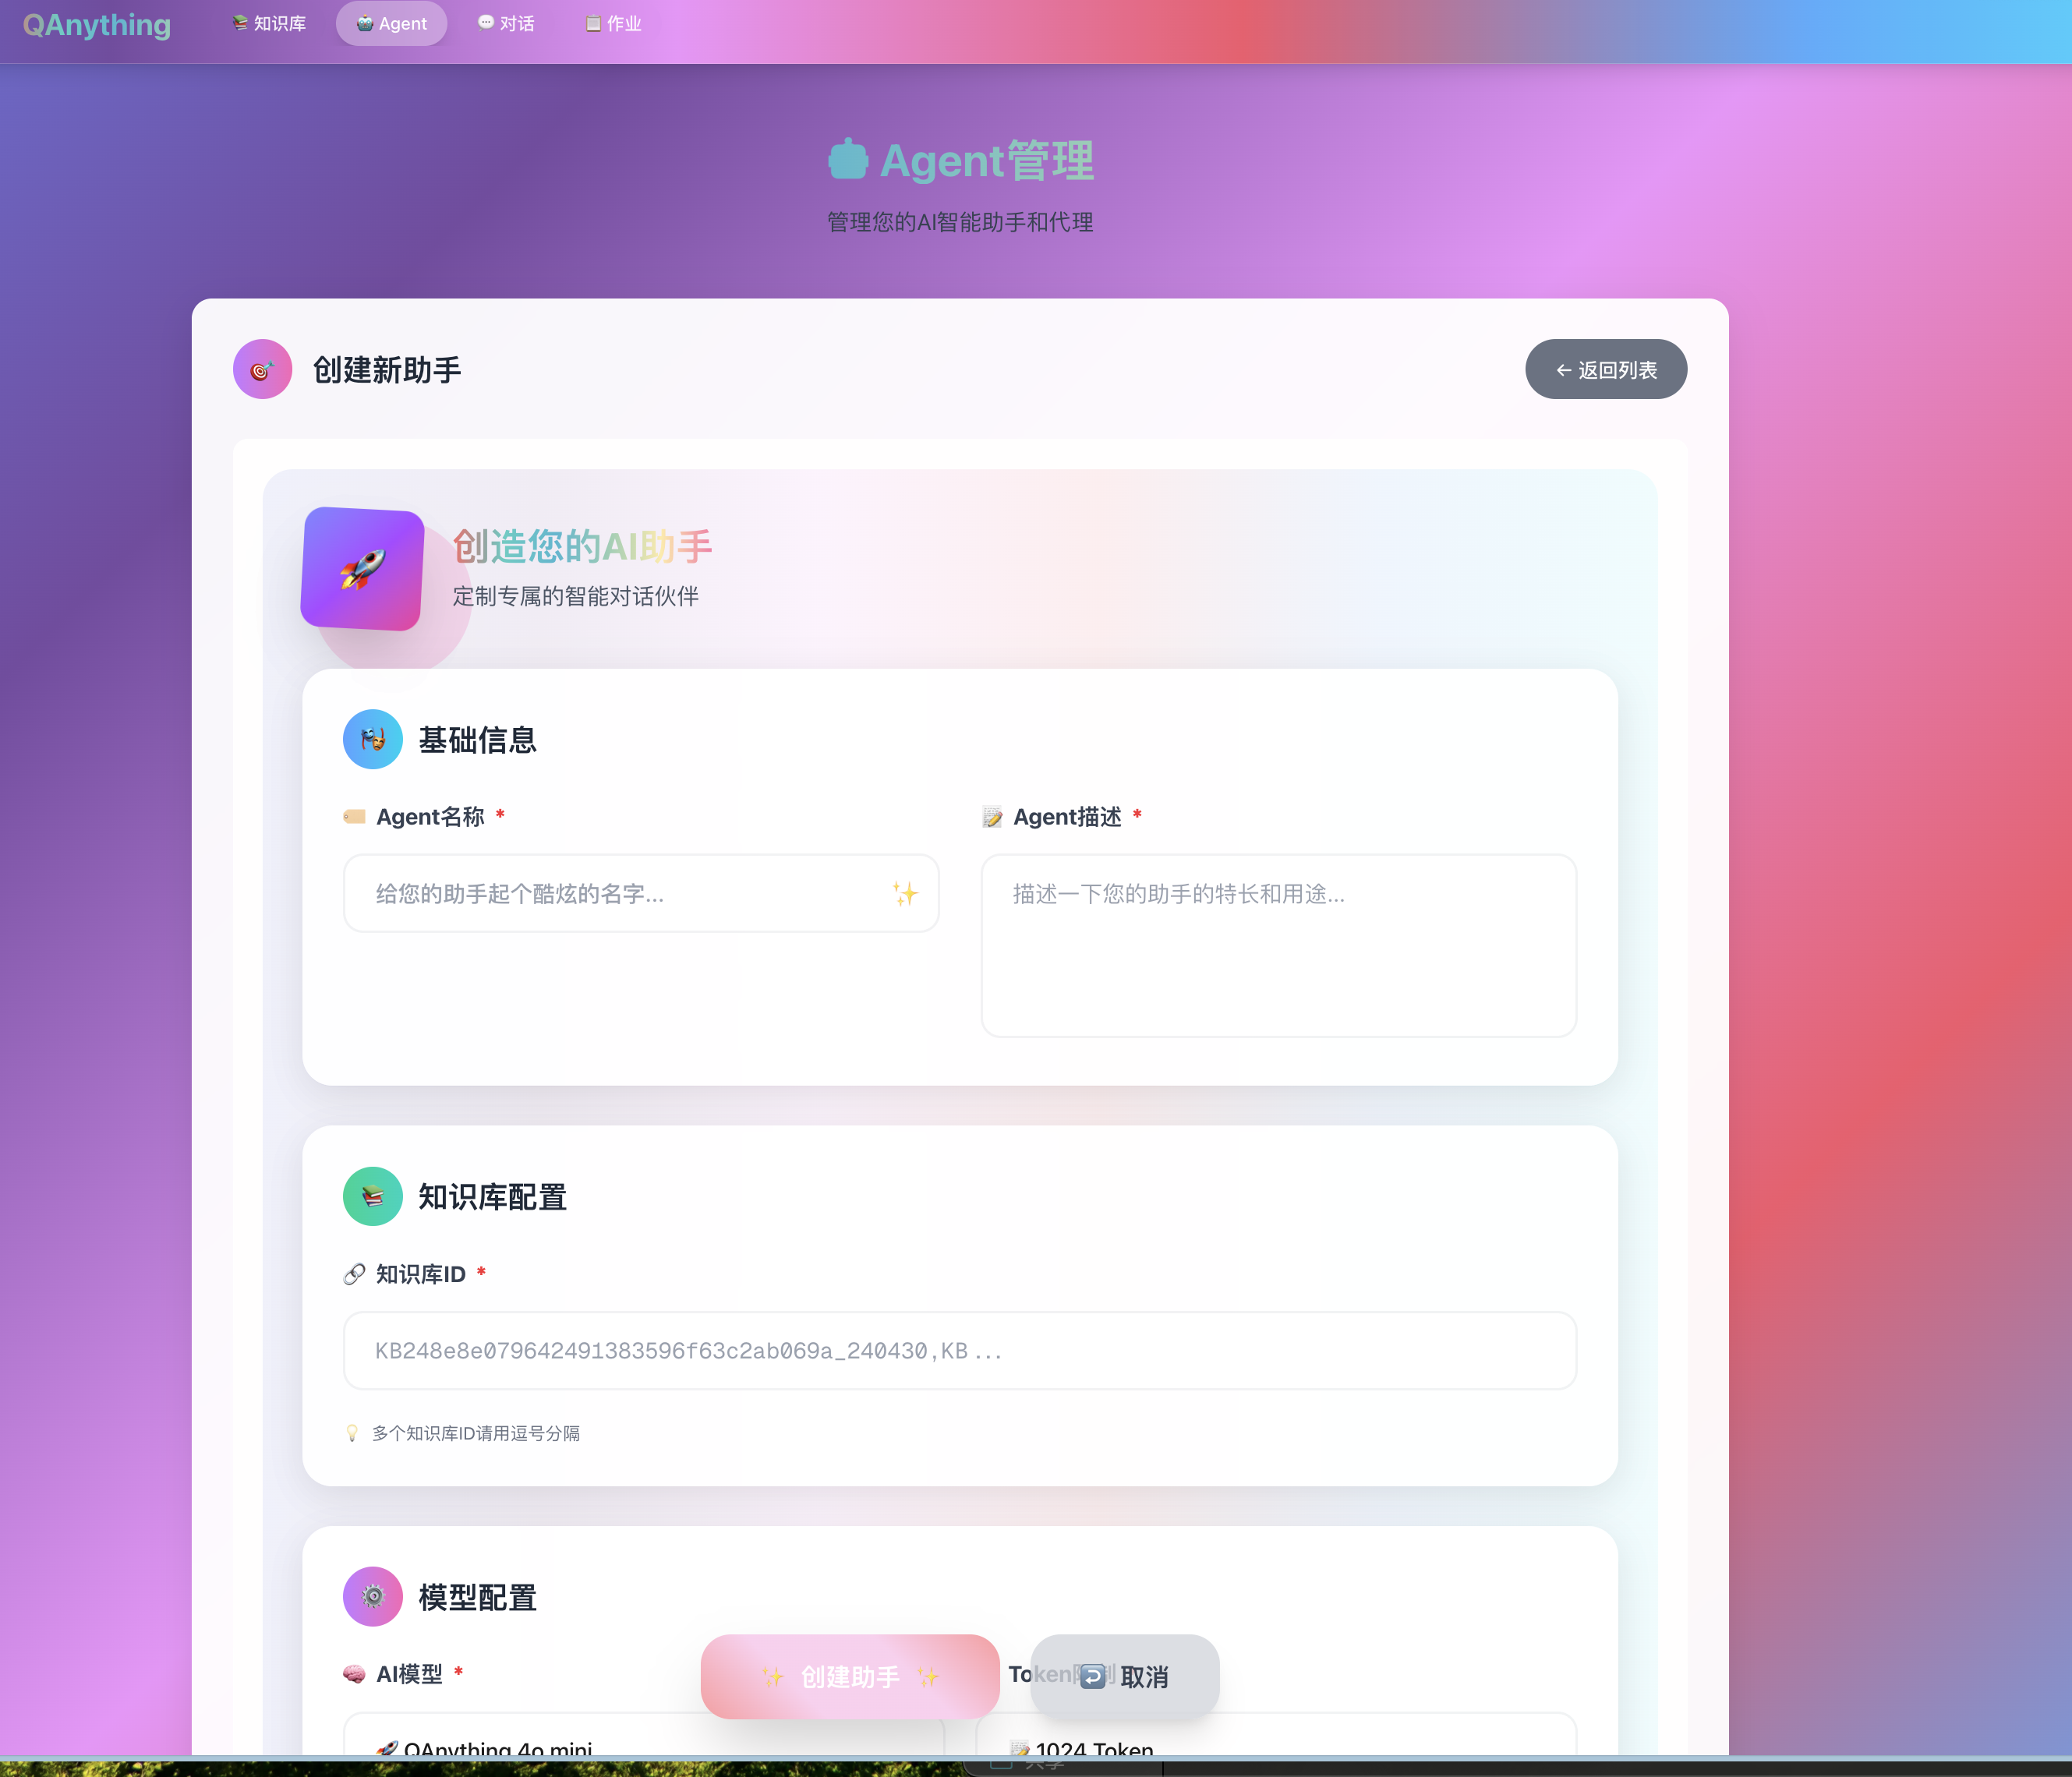 QAnything
📚 知识库
🤖 Agent
💬 对话
📋 作业
Agent管理
管理您的AI智能助手和代理
创建新助手
← 返回列表
创造您的AI助手
定制专属的智能对话伙伴
基础信息
Agent名称 *
Agent描述 *
给您的助手起个酷炫的名字...
描述一下您的助手的特长和用途...
知识库配置
知识库ID *
KB248e8e079642491383596f63c2ab069a_240430,KB...
多个知识库ID请用逗号分隔
模型配置
AI模型 *
Token限制
✨ 创建助手 ✨
取消
QAnything 4o mini
1024 Token